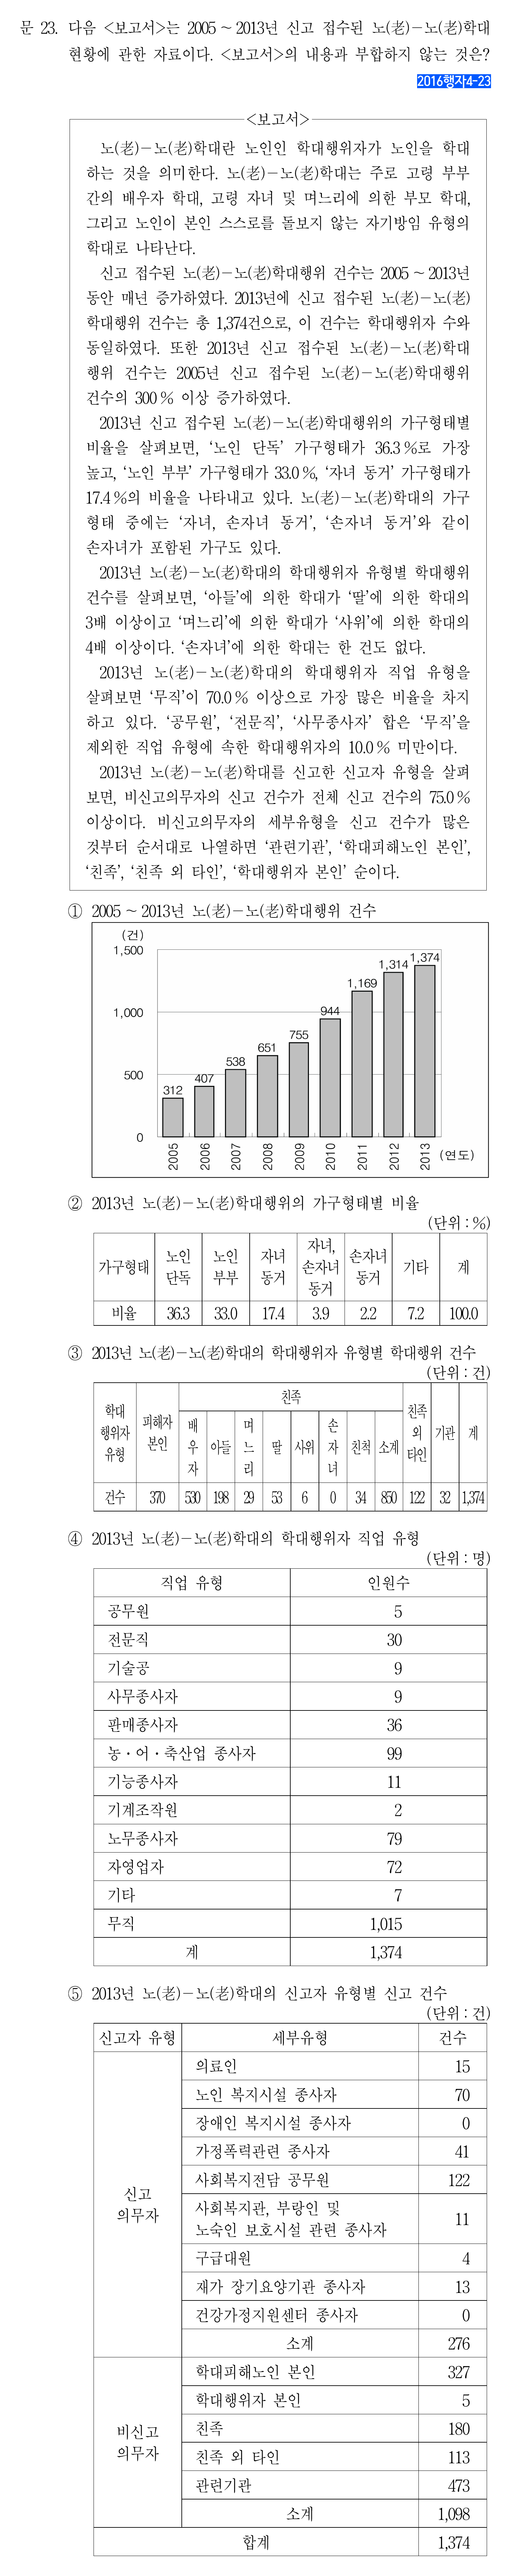 문 23. 다음 <보고서>는 2005 ~ 2013년 신고 접수된 노(老)-노(老)학대
현황에 관한 자료이다. <보고서>의 내용과 부합하지 않는 것은?
2016행자4-23
<보고서>
노(老)-노(老)학대란 노인인 학대행위자가 노인을 학대
하는 것을 의미한다. 노(老)-노(老)학대는 주로 고령 부부
간의 배우자 학대, 고령 자녀 및 며느리에 의한 부모 학대,
그리고 노인이 본인 스스로를 돌보지 않는 자기방임 유형의
학대로 나타난다.
신고 접수된 노(老)-노(老)학대행위 건수는 2005 ~ 2013년
동안 매년 증가하였다. 2013년에 신고 접수된 노(老)-노(老)
학대행위 건수는 총 1,374건으로, 이 건수는 학대행위자 수와
동일하였다. 또한 2013년 신고 접수된 노(老)-노(老)학대
행위 건수는 2005년 신고 접수된 노(老)-노(老)학대행위
건수의 300 % 이상 증가하였다.
2013년 신고 접수된 노(老)-노(老)학대행위의 가구형태별
비율을 살펴보면, ‘노인 단독’ 가구형태가 36.3 %로 가장
높고, ‘노인 부부’ 가구형태가 33.0 %, ‘자녀 동거’ 가구형태가
17.4 %의 비율을 나타내고 있다. 노(老)-노(老)학대의 가구
형태 중에는 ‘자녀, 손자녀 동거’, ‘손자녀 동거’와 같이
손자녀가 포함된 가구도 있다.
2013년 노(老)-노(老)학대의 학대행위자 유형별 학대행위
건수를 살펴보면, ‘아들’에 의한 학대가 ‘딸’에 의한 학대의
3배 이상이고 ‘며느리’에 의한 학대가 ‘사위’에 의한 학대의
4배 이상이다. ‘손자녀’에 의한 학대는 한 건도 없다.
2013년 노(老)-노(老)학대의 학대행위자 직업 유형을
살펴보면 ‘무직’이 70.0 % 이상으로 가장 많은 비율을 차지
하고 있다. ‘공무원’, ‘전문직’, ‘사무종사자’ 합은 ‘무직’을
제외한 직업 유형에 속한 학대행위자의 10.0 % 미만이다.
2013년 노(老)-노(老)학대를 신고한 신고자 유형을 살펴
보면, 비신고의무자의 신고 건수가 전체 신고 건수의 75.0 %
이상이다. 비신고의무자의 세부유형을 신고 건수가 많은
것부터 순서대로 나열하면 ‘관련기관’, ‘학대피해노인 본인’,
‘친족’, ‘친족 외 타인’, ‘학대행위자 본인’ 순이다.
① 2005 ~ 2013년 노(老)-노(老)학대행위 건수
(건)
1,500
1,000
500
0
312 407 538 651 755 944 1,169 1,314 1,374
2005 2006 2007 2008 2009 2010 2011 2012 2013 (연도)
② 2013년 노(老)-노(老)학대행위의 가구형태별 비율
(단위 : %)
가구형태 노인 단독 노인 부부 자녀 동거 자녀, 손자녀 동거 손자녀 동거 기타 계
비율 36.3 33.0 17.4 3.9 2.2 7.2 100.0
③ 2013년 노(老)-노(老)학대의 학대행위자 유형별 학대행위 건수
(단위 : 건)
학대 행위자 유형 피해자 본인 친족 친족 외 타인 기관 계
배우자 아들 며느리 딸 사위 손자녀 친척 소계
건수 370 530 198 29 53 6 0 34 850 122 32 1,374
④ 2013년 노(老)-노(老)학대의 학대행위자 직업 유형
(단위 : 명)
직업 유형 인원수
공무원 5
전문직 30
기술공 9
사무종사자 9
판매종사자 36
농・어・축산업 종사자 99
기능종사자 11
기계조작원 2
노무종사자 79
자영업자 72
기타 7
무직 1,015
계 1,374
⑤ 2013년 노(老)-노(老)학대의 신고자 유형별 신고 건수
(단위 : 건)
신고자 유형 세부유형 건수
신고 의무자
의료인 15
노인 복지시설 종사자 70
장애인 복지시설 종사자 0
가정폭력관련 종사자 41
사회복지전담 공무원 122
사회복지관, 부랑인 및
노숙인 보호시설 관련 종사자 11
구급대원 4
재가 장기요양기관 종사자 13
건강가정지원센터 종사자 0
소계 276
비신고 의무자
학대피해노인 본인 327
학대행위자 본인 5
친족 180
친족 외 타인 113
관련기관 473
소계 1,098
합계 1,374